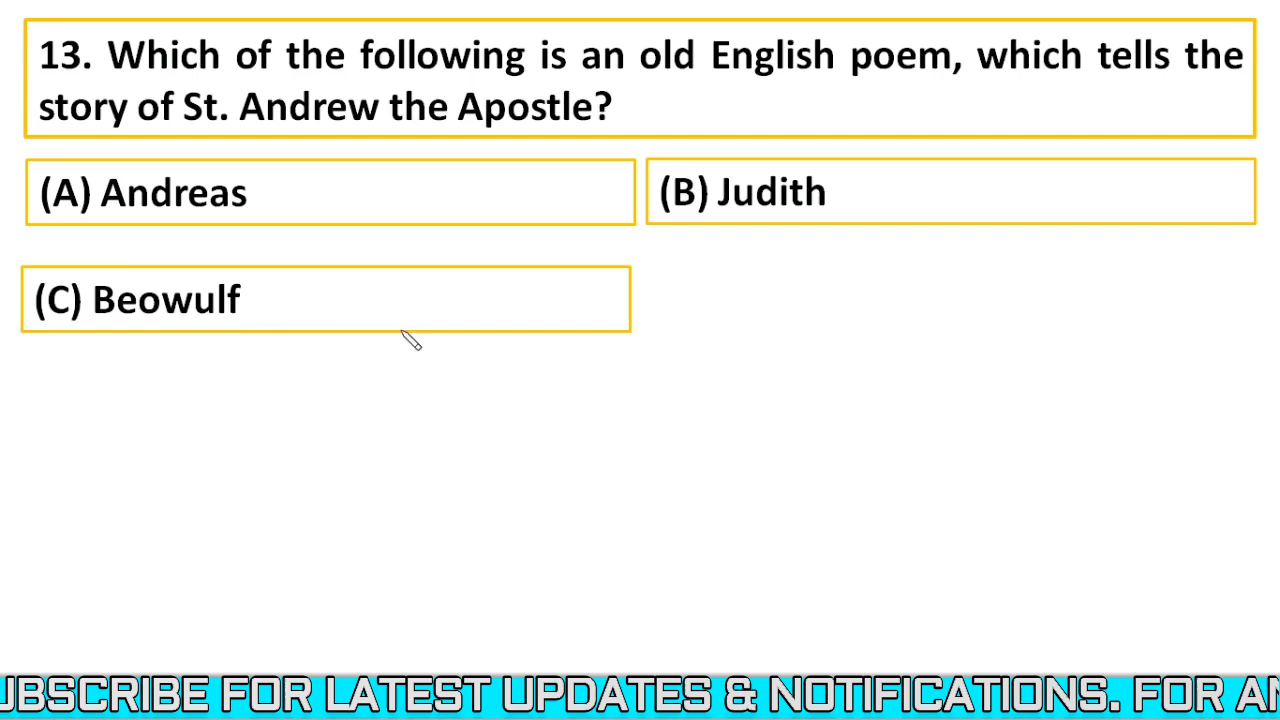 13. Which of the following is an old English poem, which tells the
story of St. Andrew the Apostle?
(A) Andreas
(B) Judith
(C) Beowulf
UBSCRIBE FOR LATEST UPDATES & NOTIFICATIONS. FOR AN